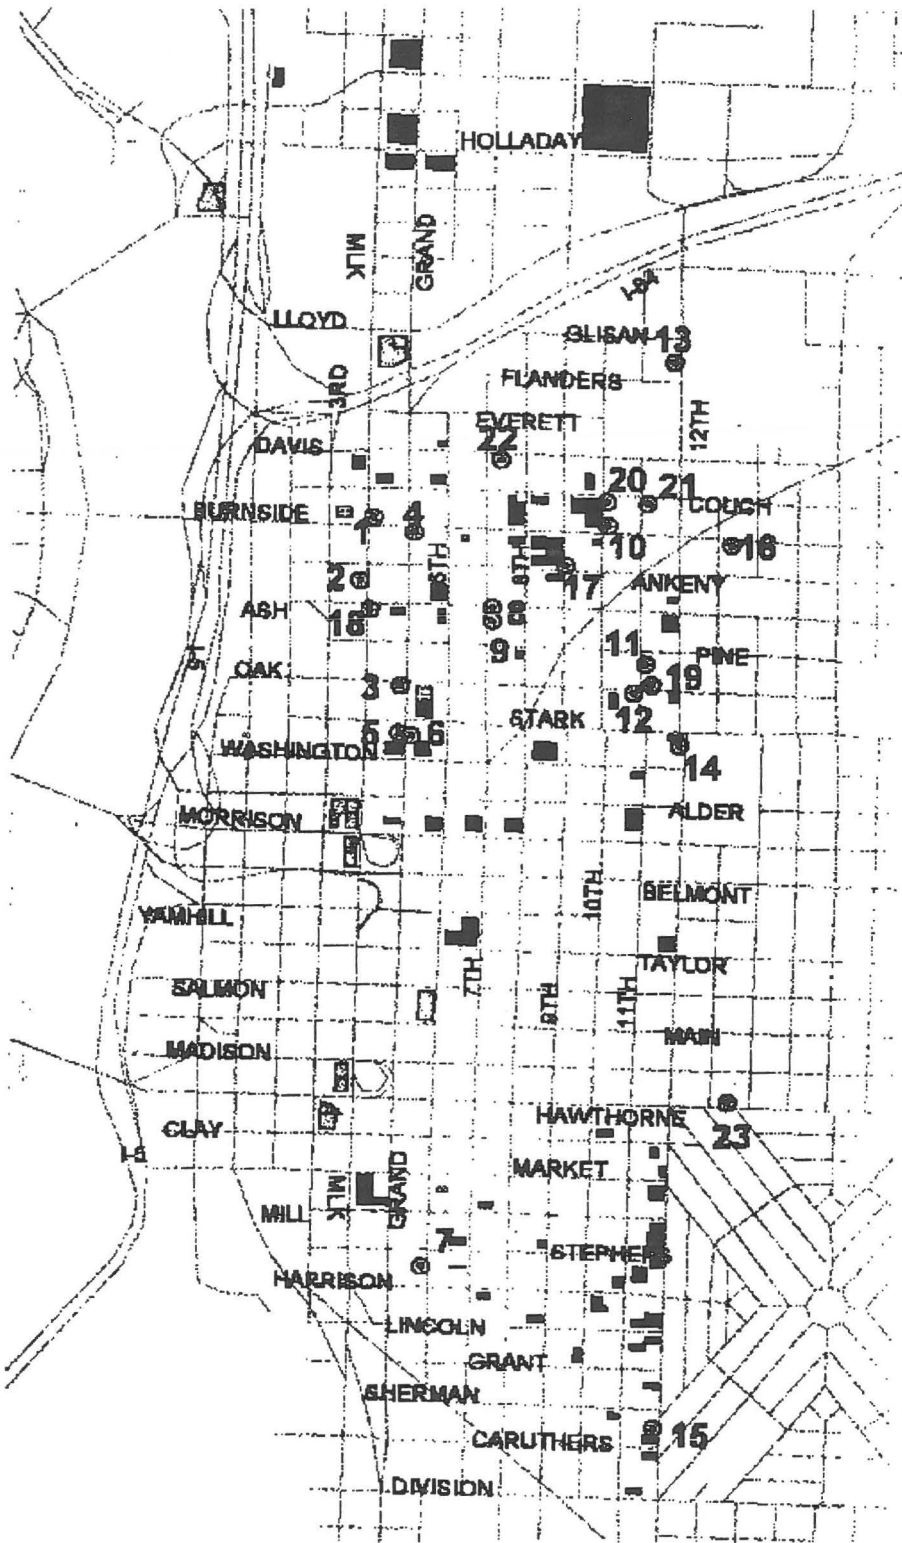 HOLLADAY
MLK
GRAND
I-84
LLOYD
GLISAN 13
FLANDERS
3RD
EVERETT
12TH
DAVIS
22
20 21
COUCH
BURNSIDE
4
1
10
16
6TH
8TH
2
17
ANKENY
ASH
18
9
11
PINE
I-5
OAK
3
19
12
STARK
5 6
WASHINGTON
14
MORRISON
ALDER
10TH
BELMONT
YAMHILL
TAYLOR
7TH
SALMON
9TH
11TH
MAIN
MADISON
HAWTHORNE
CLAY
23
I-5
MARKET
MLK
GRAND
MILL
7
STEPHENS
HARRISON
LINCOLN
GRANT
SHERMAN
CARUTHERS
15
DIVISION